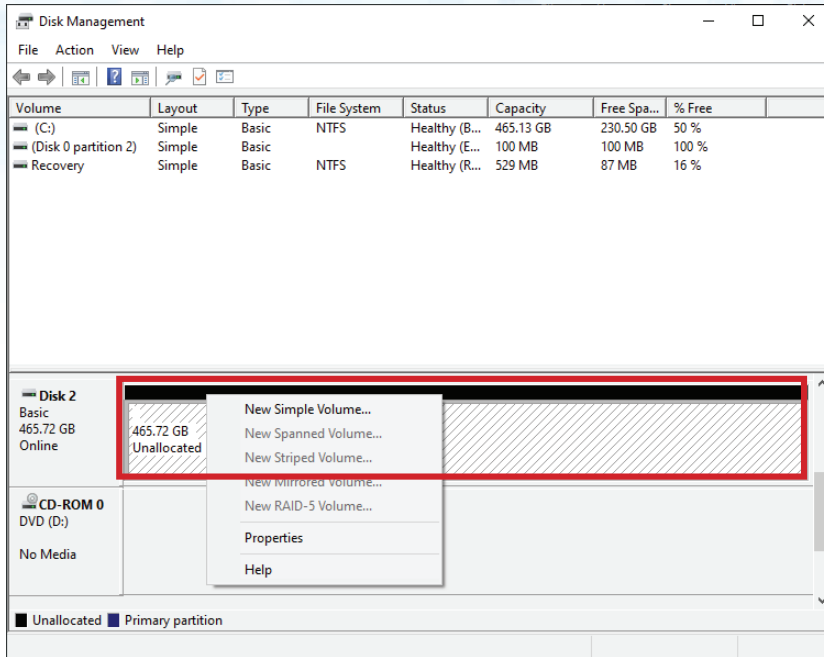 Disk Management
File Action View Help
Volume Layout Type File System Status Capacity Free Spa... % Free
(C:) Simple Basic NTFS Healthy (B... 465.13 GB 230.50 GB 50 %
(Disk 0 partition 2) Simple Basic Healthy (E... 100 MB 100 MB 100 %
Recovery Simple Basic NTFS Healthy (R... 529 MB 87 MB 16 %
Disk 2
Basic
465.72 GB
Online
465.72 GB
Unallocated
New Simple Volume...
New Spanned Volume...
New Striped Volume...
New Mirrored Volume...
New RAID-5 Volume...
Properties
Help
CD-ROM 0
DVD (D:)
No Media
Unallocated Primary partition